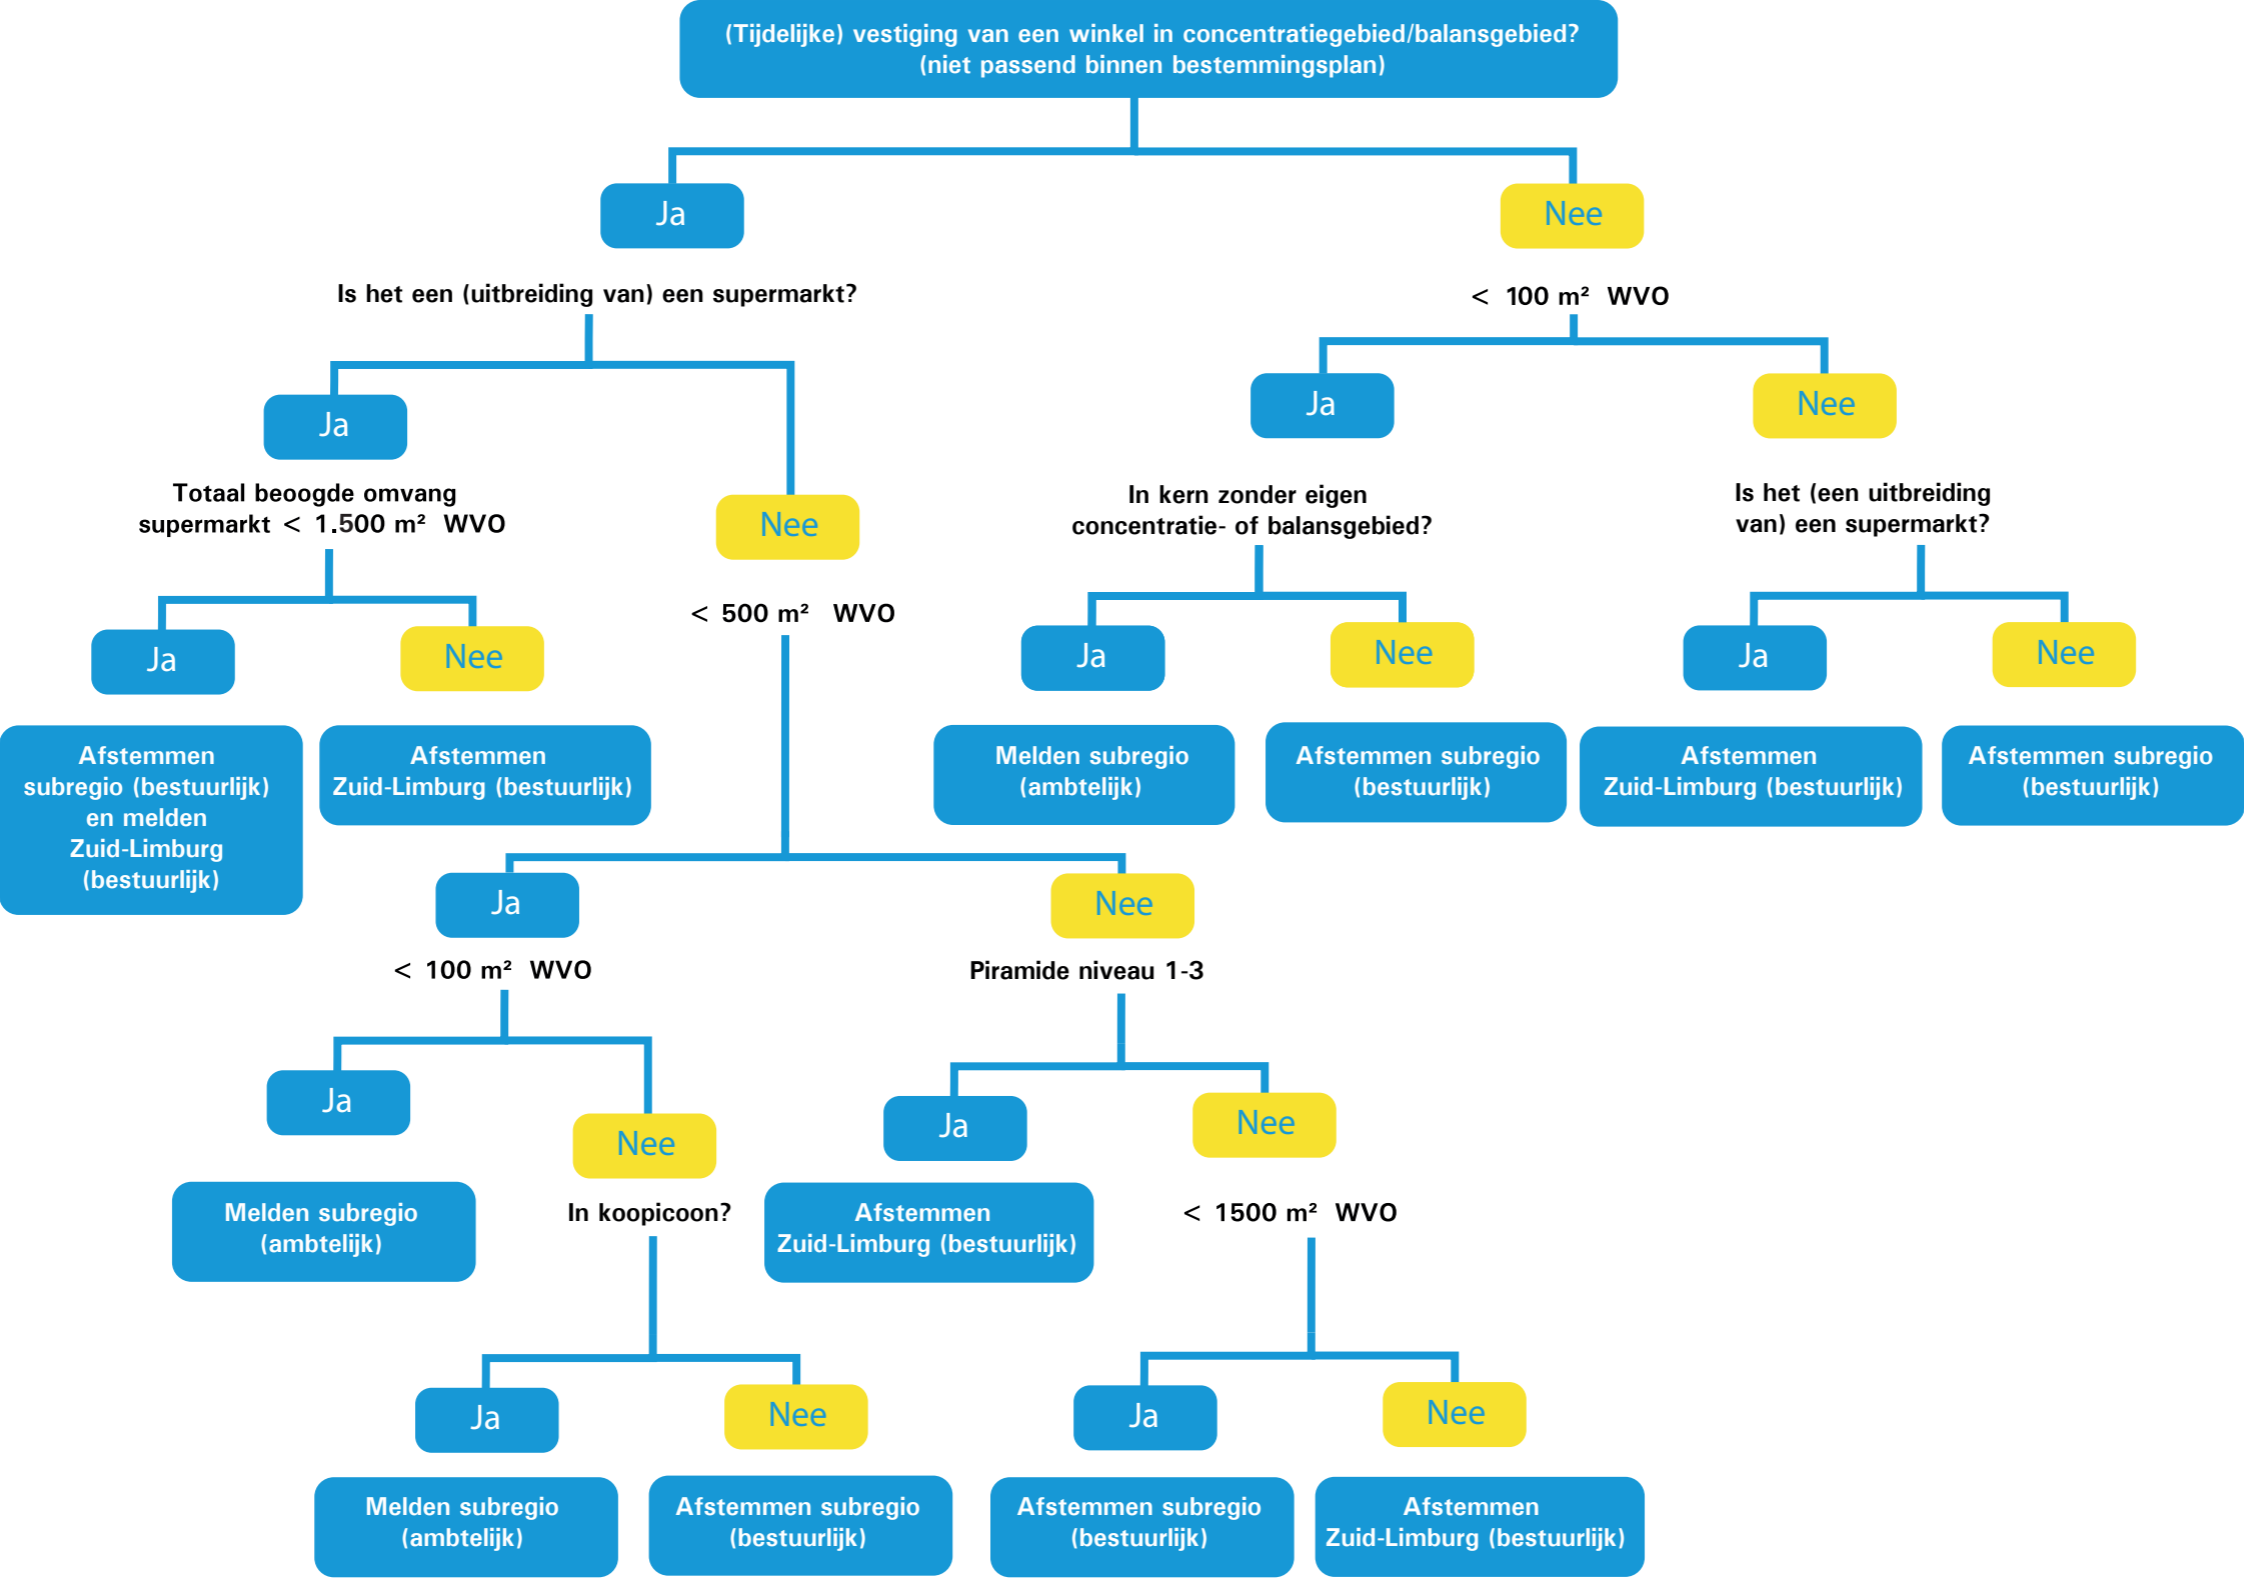 (Tijdelijke) vestiging van een winkel in concentratiegebied/balansgebied?
(niet passend binnen bestemmingsplan)
Ja
Nee
Is het een (uitbreiding van) een supermarkt?
< 100 m² WVO
Ja
Nee
Ja
Nee
Totaal beoogde omvang
supermarkt < 1.500 m² WVO
In kern zonder eigen
concentratie- of balansgebied?
Is het (een uitbreiding
van) een supermarkt?
< 500 m² WVO
Ja
Nee
Ja
Nee
Ja
Nee
Afstemmen
subregio (bestuurlijk)
en melden
Zuid-Limburg
(bestuurlijk)
Afstemmen
Zuid-Limburg (bestuurlijk)
Melden subregio
(ambtelijk)
Afstemmen subregio
(bestuurlijk)
Afstemmen
Zuid-Limburg (bestuurlijk)
Afstemmen subregio
(bestuurlijk)
Ja
Nee
< 100 m² WVO
Piramide niveau 1-3
Ja
Nee
Ja
Nee
Melden subregio
(ambtelijk)
In koopicoon?
Afstemmen
Zuid-Limburg (bestuurlijk)
< 1500 m² WVO
Ja
Nee
Ja
Nee
Melden subregio
(ambtelijk)
Afstemmen subregio
(bestuurlijk)
Afstemmen subregio
(bestuurlijk)
Afstemmen
Zuid-Limburg (bestuurlijk)